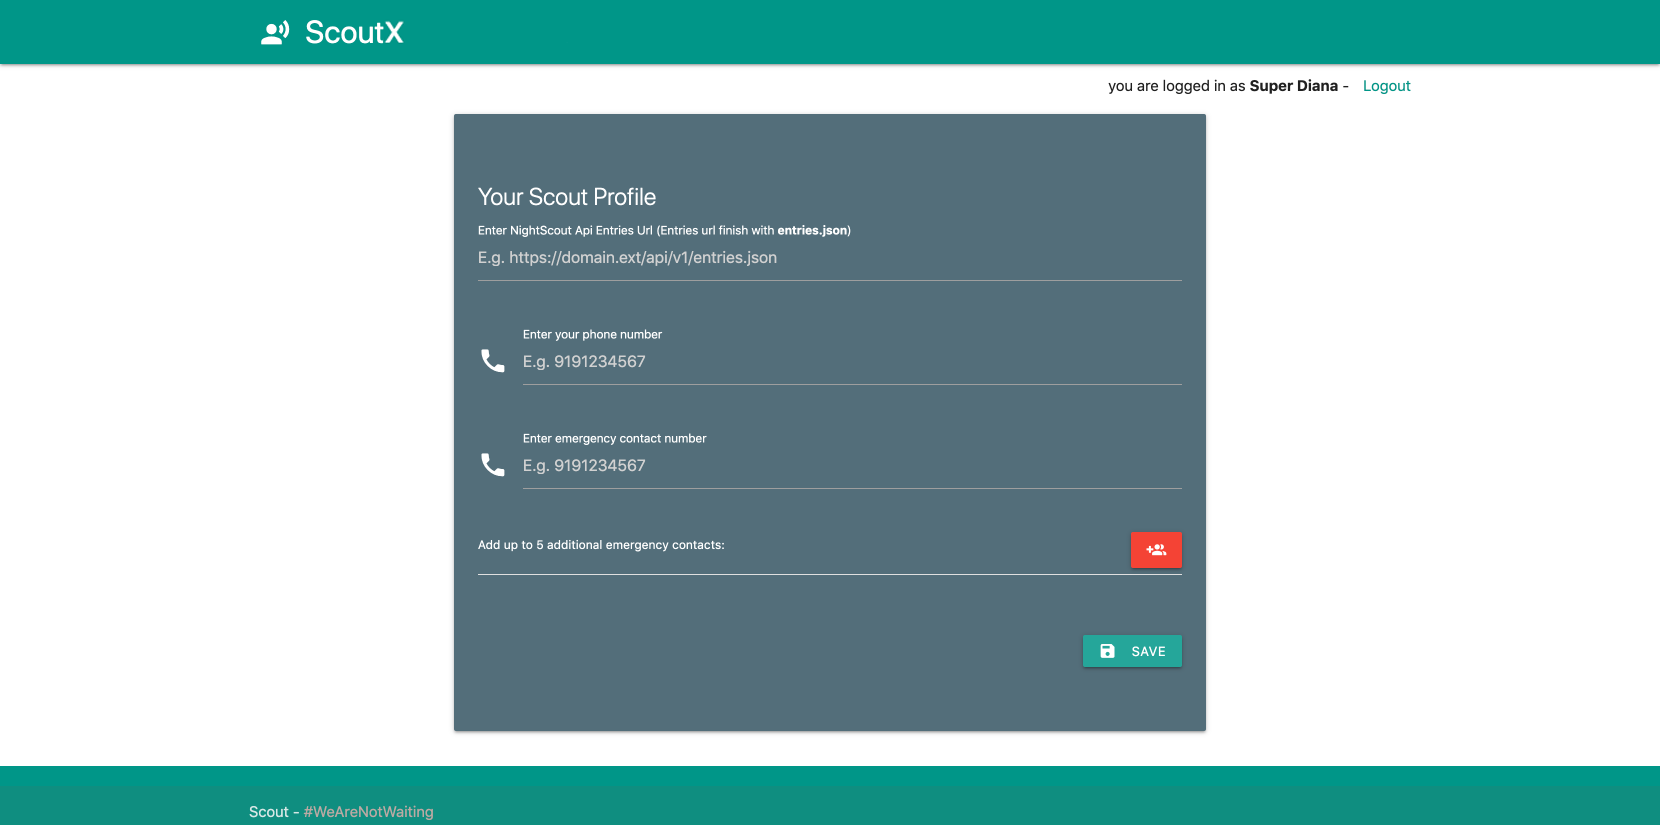 ScoutX
you are logged in as Super Diana - Logout
Your Scout Profile
Enter NightScout Api Entries Url (Entries url finish with entries.json)
E.g. https://domain.ext/api/v1/entries.json
Enter your phone number
E.g. 9191234567
Enter emergency contact number
E.g. 9191234567
Add up to 5 additional emergency contacts:
SAVE
Scout - #WeAreNotWaiting